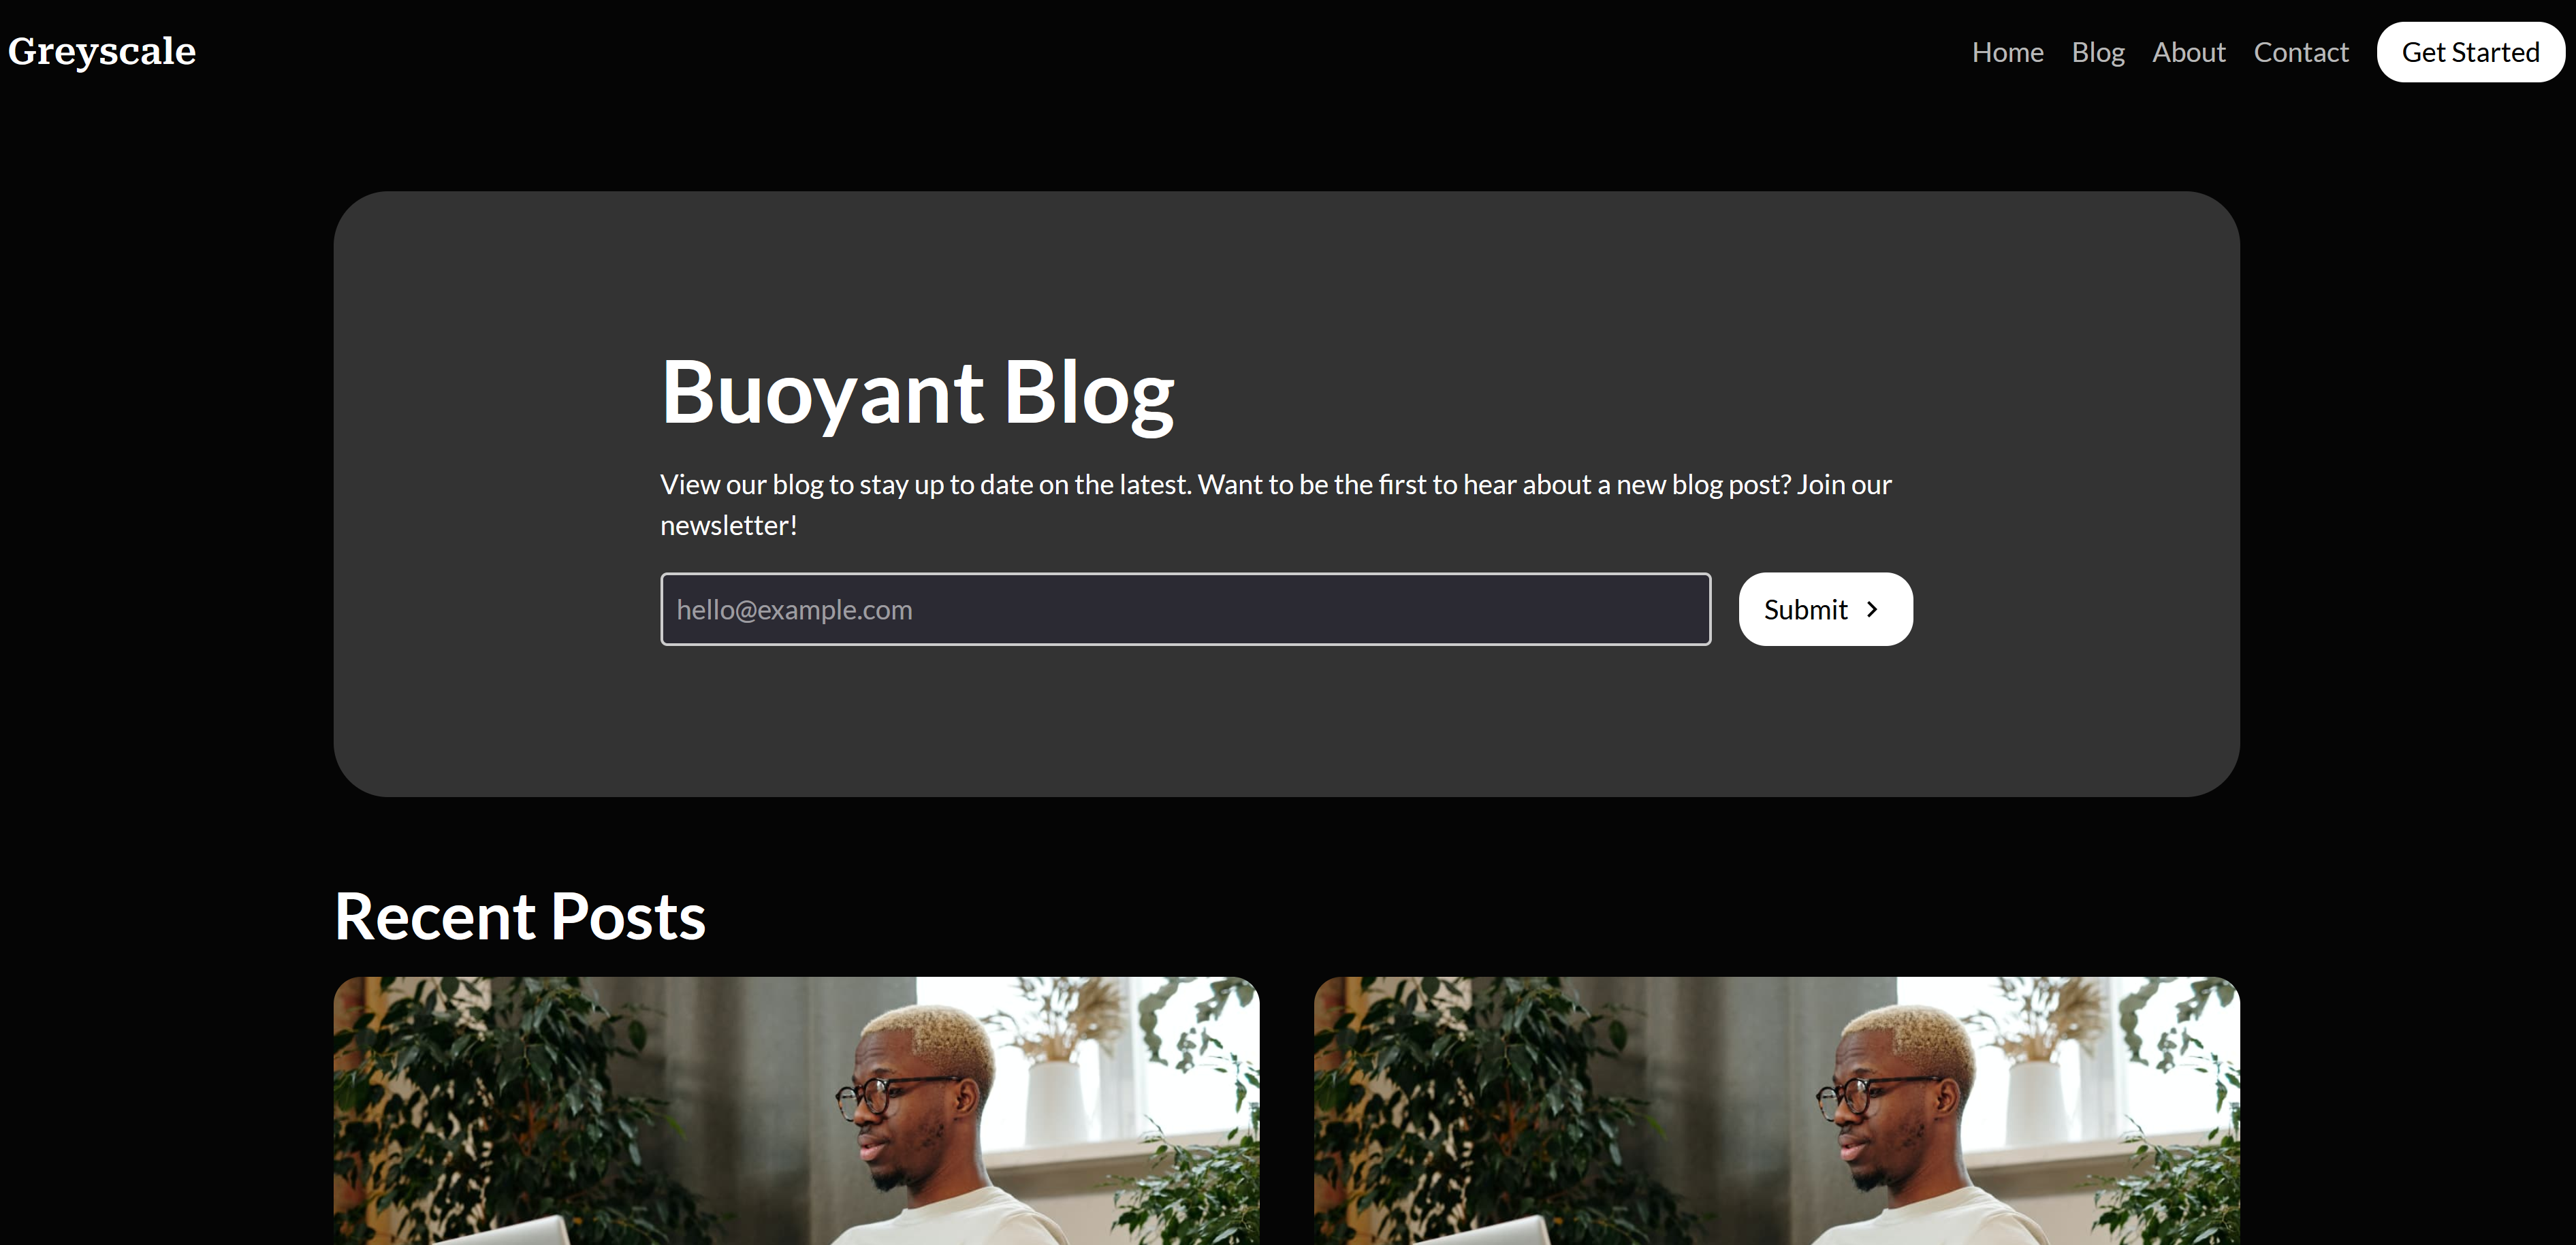 Greyscale
Home Blog About Contact Get Started
Buoyant Blog
View our blog to stay up to date on the latest. Want to be the first to hear about a new blog post? Join our
newsletter!
hello@example.com
Submit
Recent Posts